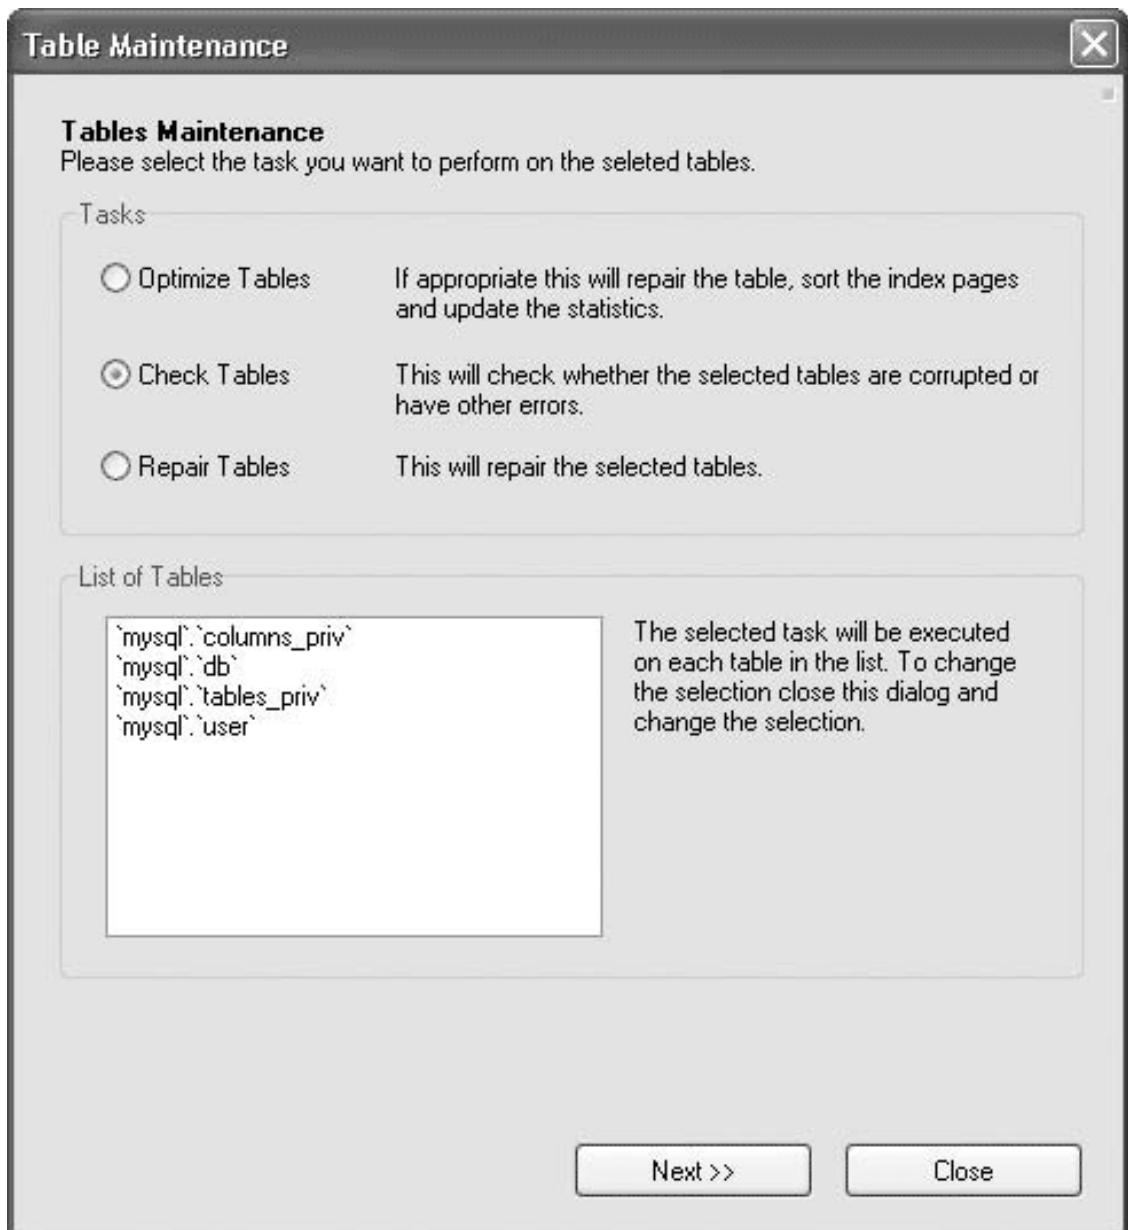 Table Maintenance
Tables Maintenance
Please select the task you want to perform on the seleted tables.
Tasks
Optimize Tables If appropriate this will repair the table, sort the index pages
and update the statistics.
Check Tables This will check whether the selected tables are corrupted or
have other errors.
Repair Tables This will repair the selected tables.
List of Tables
`mysql`.`columns_priv`
`mysql`.`db`
`mysql`.`tables_priv`
`mysql`.`user`
The selected task will be executed
on each table in the list. To change
the selection close this dialog and
change the selection.
Next >> Close